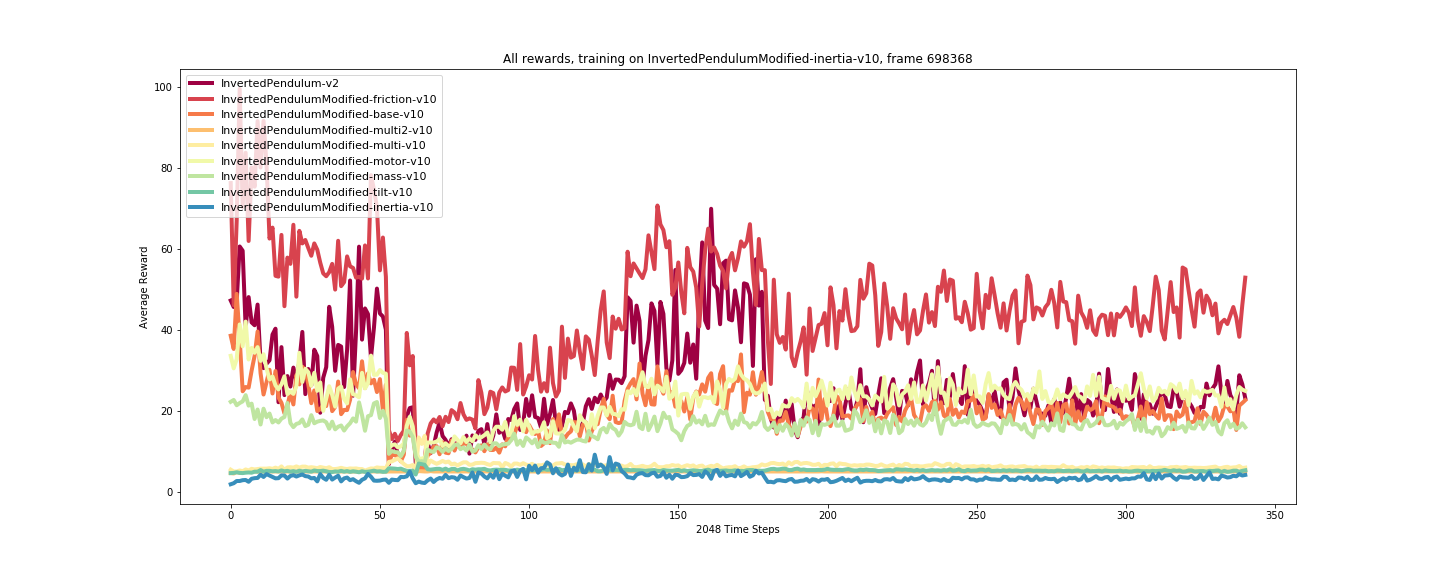 All rewards, training on InvertedPendulumModified-inertia-v10, frame 698368
InvertedPendulum-v2
InvertedPendulumModified-friction-v10
InvertedPendulumModified-base-v10
InvertedPendulumModified-multi2-v10
InvertedPendulumModified-multi-v10
InvertedPendulumModified-motor-v10
InvertedPendulumModified-mass-v10
InvertedPendulumModified-tilt-v10
InvertedPendulumModified-inertia-v10
Average Reward
100
80
60
40
20
0
0 50 100 150 200 250 300 350
2048 Time Steps